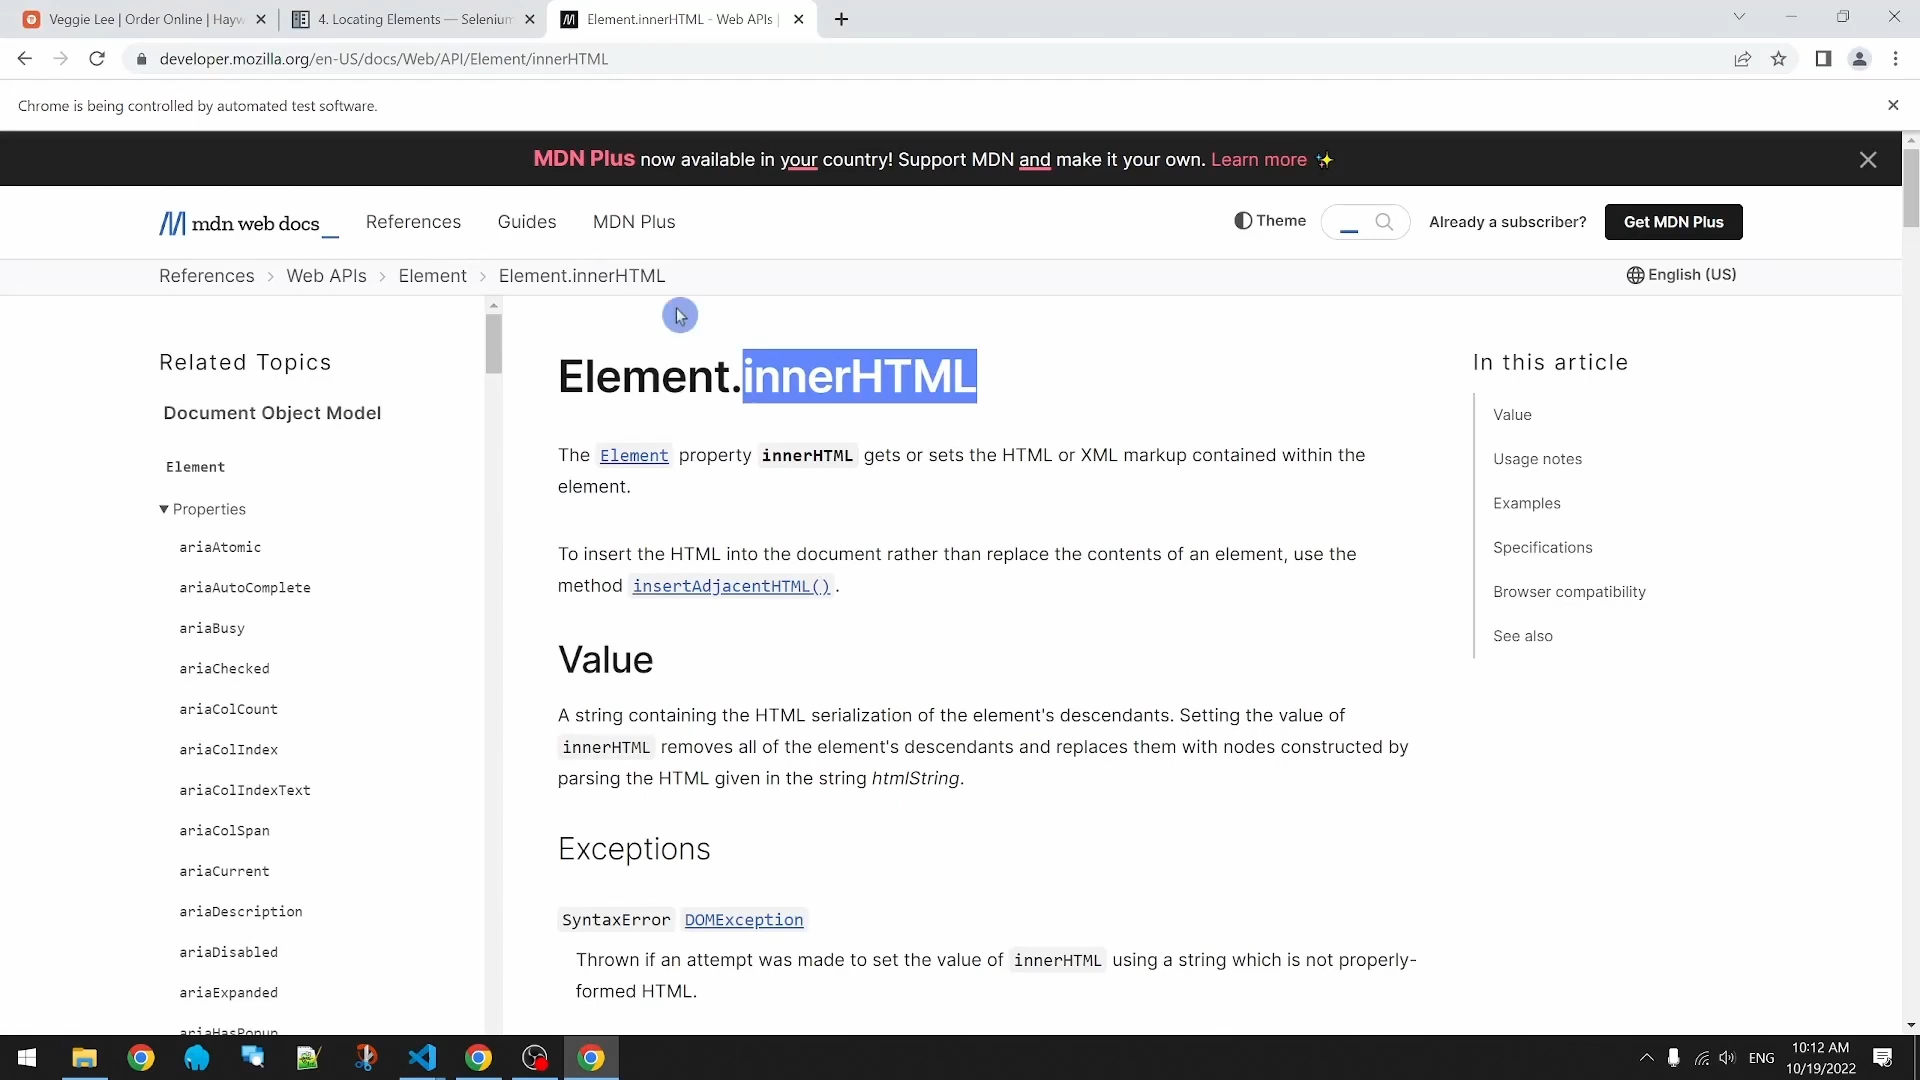 Veggie Lee | Order Online | Hayw
4. Locating Elements — Selenium
Element.innerHTML - Web APIs |
developer.mozilla.org/en-US/docs/Web/API/Element/innerHTML
Chrome is being controlled by automated test software.
MDN Plus now available in your country! Support MDN and make it your own. Learn more ✨
mdn web docs_
References
Guides
MDN Plus
Theme
Already a subscriber?
Get MDN Plus
References > Web APIs > Element > Element.innerHTML
English (US)
Related Topics
Document Object Model
Element
Properties
ariaAtomic
ariaAutoComplete
ariaBusy
ariaChecked
ariaColCount
ariaColIndex
ariaColIndexText
ariaColSpan
ariaCurrent
ariaDescription
ariaDisabled
ariaExpanded
ariaHasPopup
Element.innerHTML
The Element property innerHTML gets or sets the HTML or XML markup contained within the
element.
To insert the HTML into the document rather than replace the contents of an element, use the
method insertAdjacentHTML().
Value
A string containing the HTML serialization of the element's descendants. Setting the value of
innerHTML removes all of the element's descendants and replaces them with nodes constructed by
parsing the HTML given in the string htmlString.
Exceptions
SyntaxError DOMException
Thrown if an attempt was made to set the value of innerHTML using a string which is not properly-
formed HTML.
In this article
Value
Usage notes
Examples
Specifications
Browser compatibility
See also
ENG
10:12 AM
10/19/2022